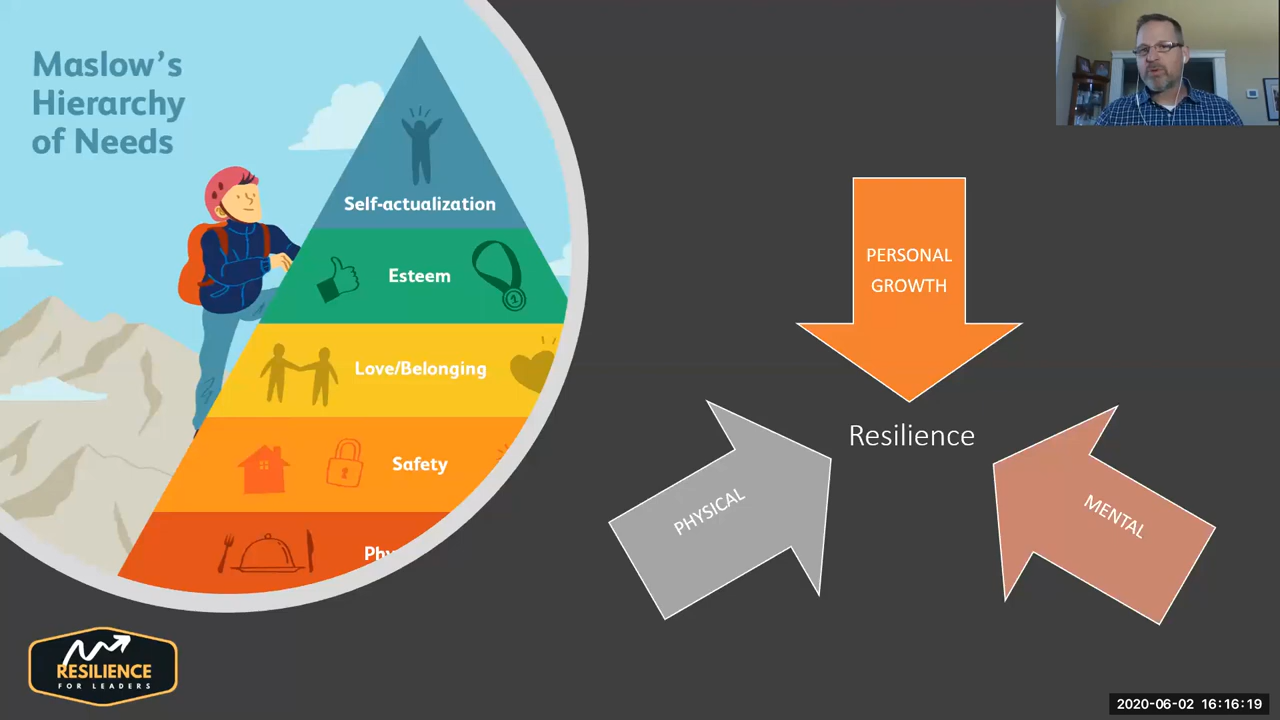 Maslow's
Hierarchy
of Needs
Self-actualization
Esteem
1
Love/Belonging
Safety
PERSONAL
GROWTH
Resilience
PHYSICAL
MENTAL
RESILIENCE
FOR LEADERS
2020-06-02 16:16:19